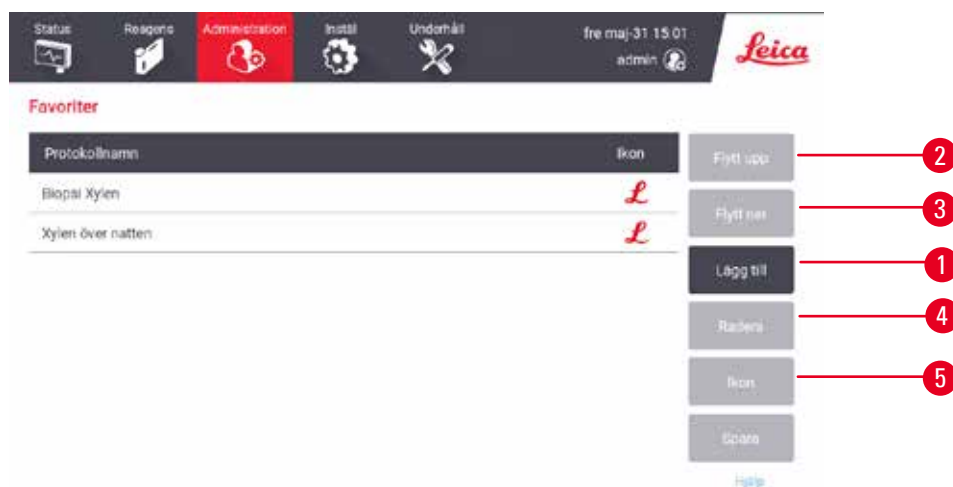 Status Reagens Administration Inställ Underhåll fre maj-31 15 01
admin
Leica
Favoriter
Protokollnamn Ikon
Flytt upp 2
Biopsi Xylen
Flytt ner 3
Xylen över natten
Lägg till 1
Radera 4
Ikon 5
Spara
Hjälp